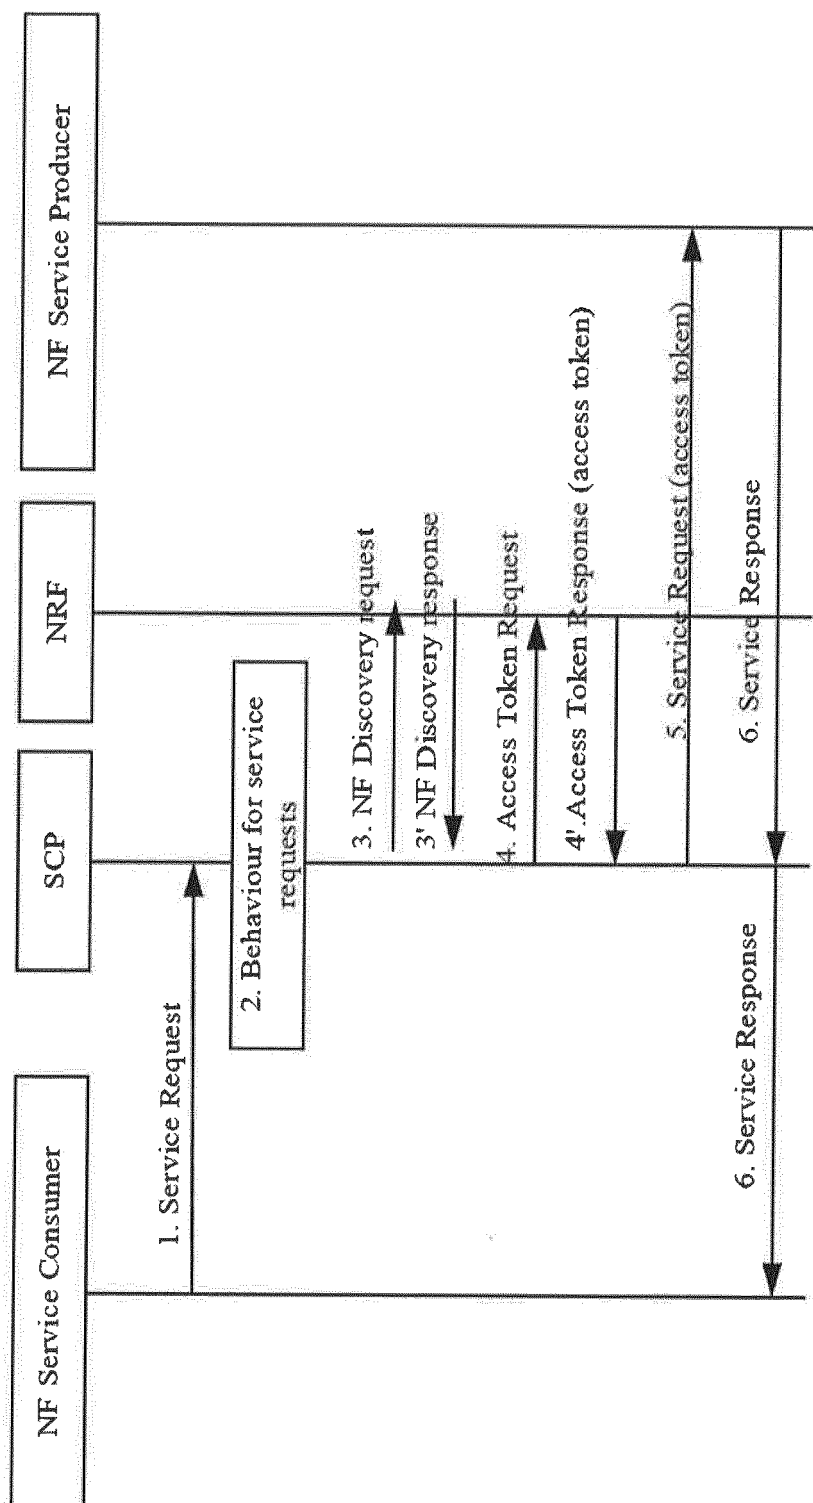 NF Service Consumer
SCP
NRF
NF Service Producer
1. Service Request
2. Behaviour for service
requests
3. NF Discovery request
3' NF Discovery response
4. Access Token Request
4'.Access Token Response (access token)
5. Service Request (access token)
6. Service Response
6. Service Response